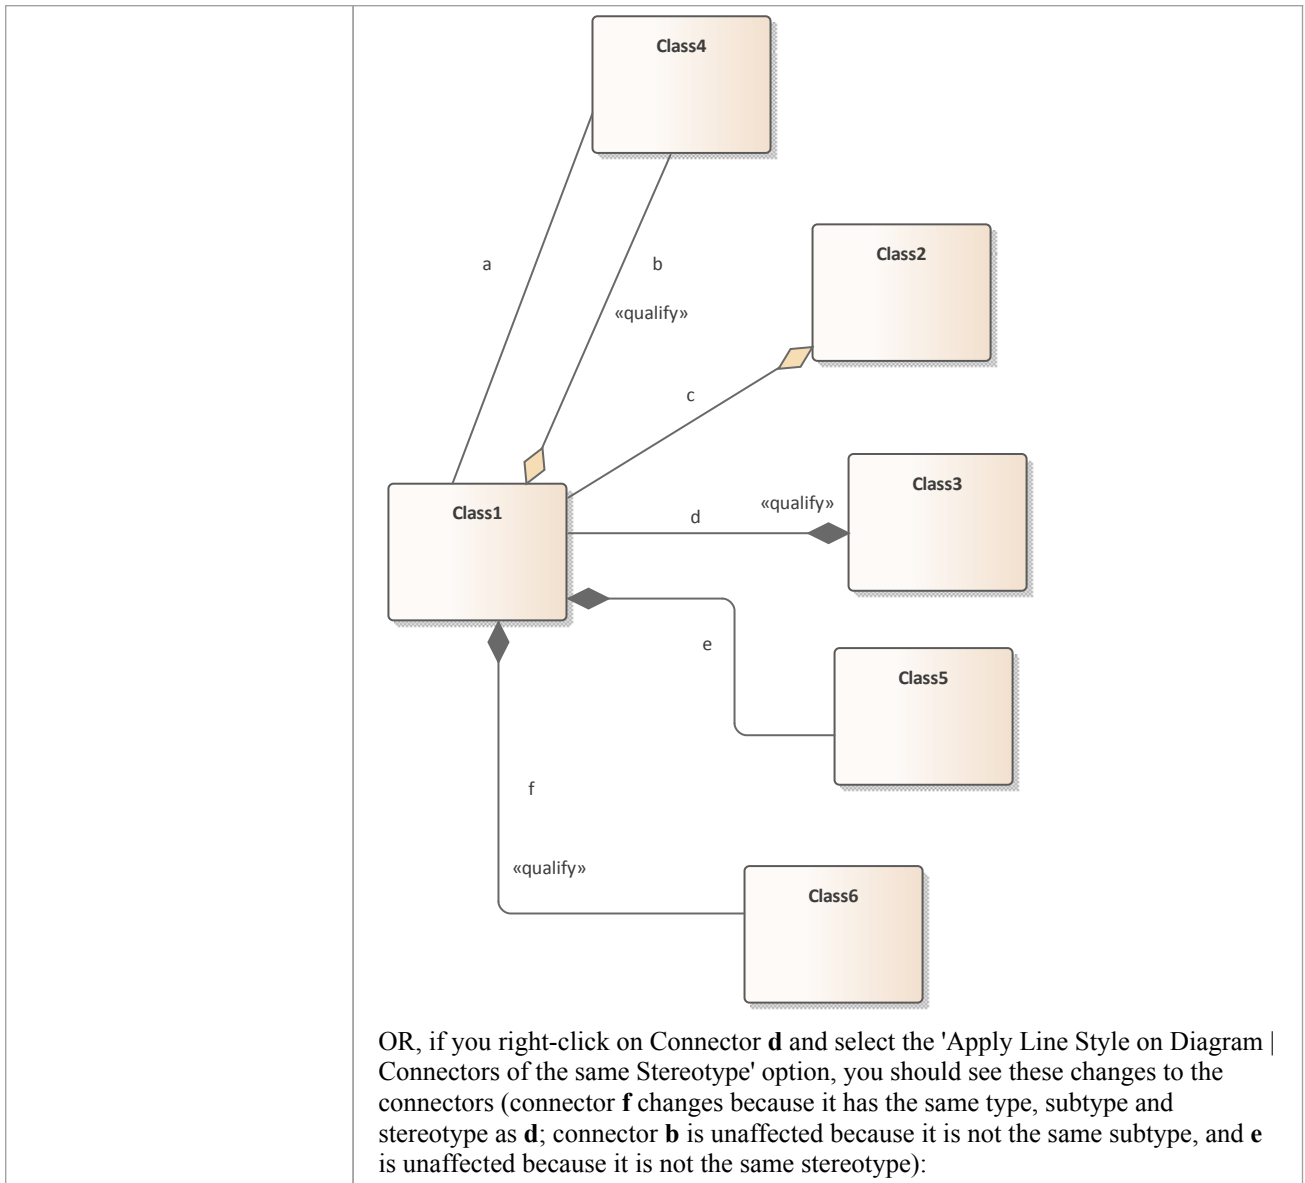 Class4
Class2
a
b
«qualify»
c
Class3
«qualify»
Class1
d
e
Class5
f
«qualify»
Class6
OR, if you right-click on Connector d and select the 'Apply Line Style on Diagram |
Connectors of the same Stereotype' option, you should see these changes to the
connectors (connector f changes because it has the same type, subtype and
stereotype as d; connector b is unaffected because it is not the same subtype, and e
is unaffected because it is not the same stereotype):